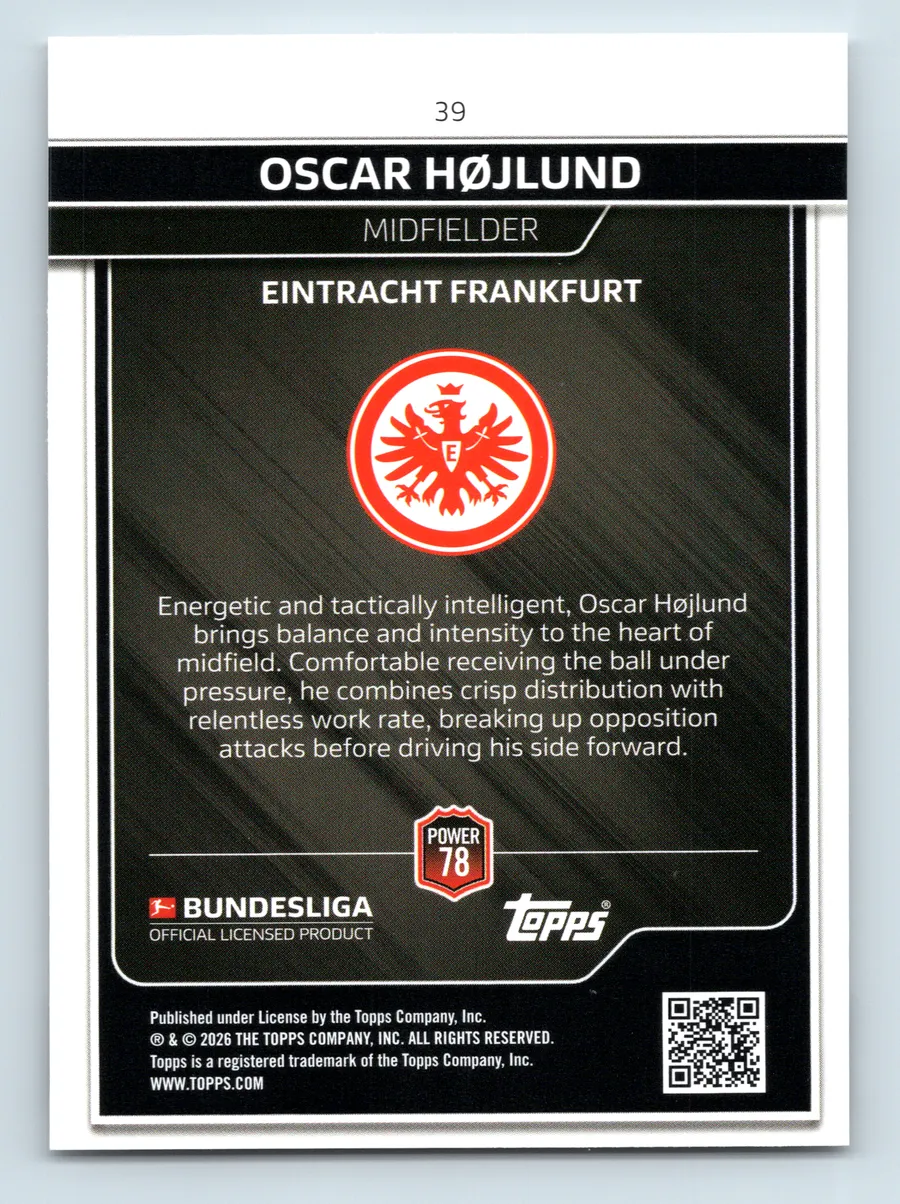 39
OSCAR HØJLUND
MIDFIELDER
EINTRACHT FRANKFURT
E
Energetic and tactically intelligent, Oscar Højlund
brings balance and intensity to the heart of
midfield. Comfortable receiving the ball under
pressure, he combines crisp distribution with
relentless work rate, breaking up opposition
attacks before driving his side forward.
POWER
78
BUNDESLIGA
OFFICIAL LICENSED PRODUCT
topps®
Published under License by the Topps Company, Inc.
® & © 2026 THE TOPPS COMPANY, INC. ALL RIGHTS RESERVED.
Topps is a registered trademark of the Topps Company, Inc.
WWW.TOPPS.COM